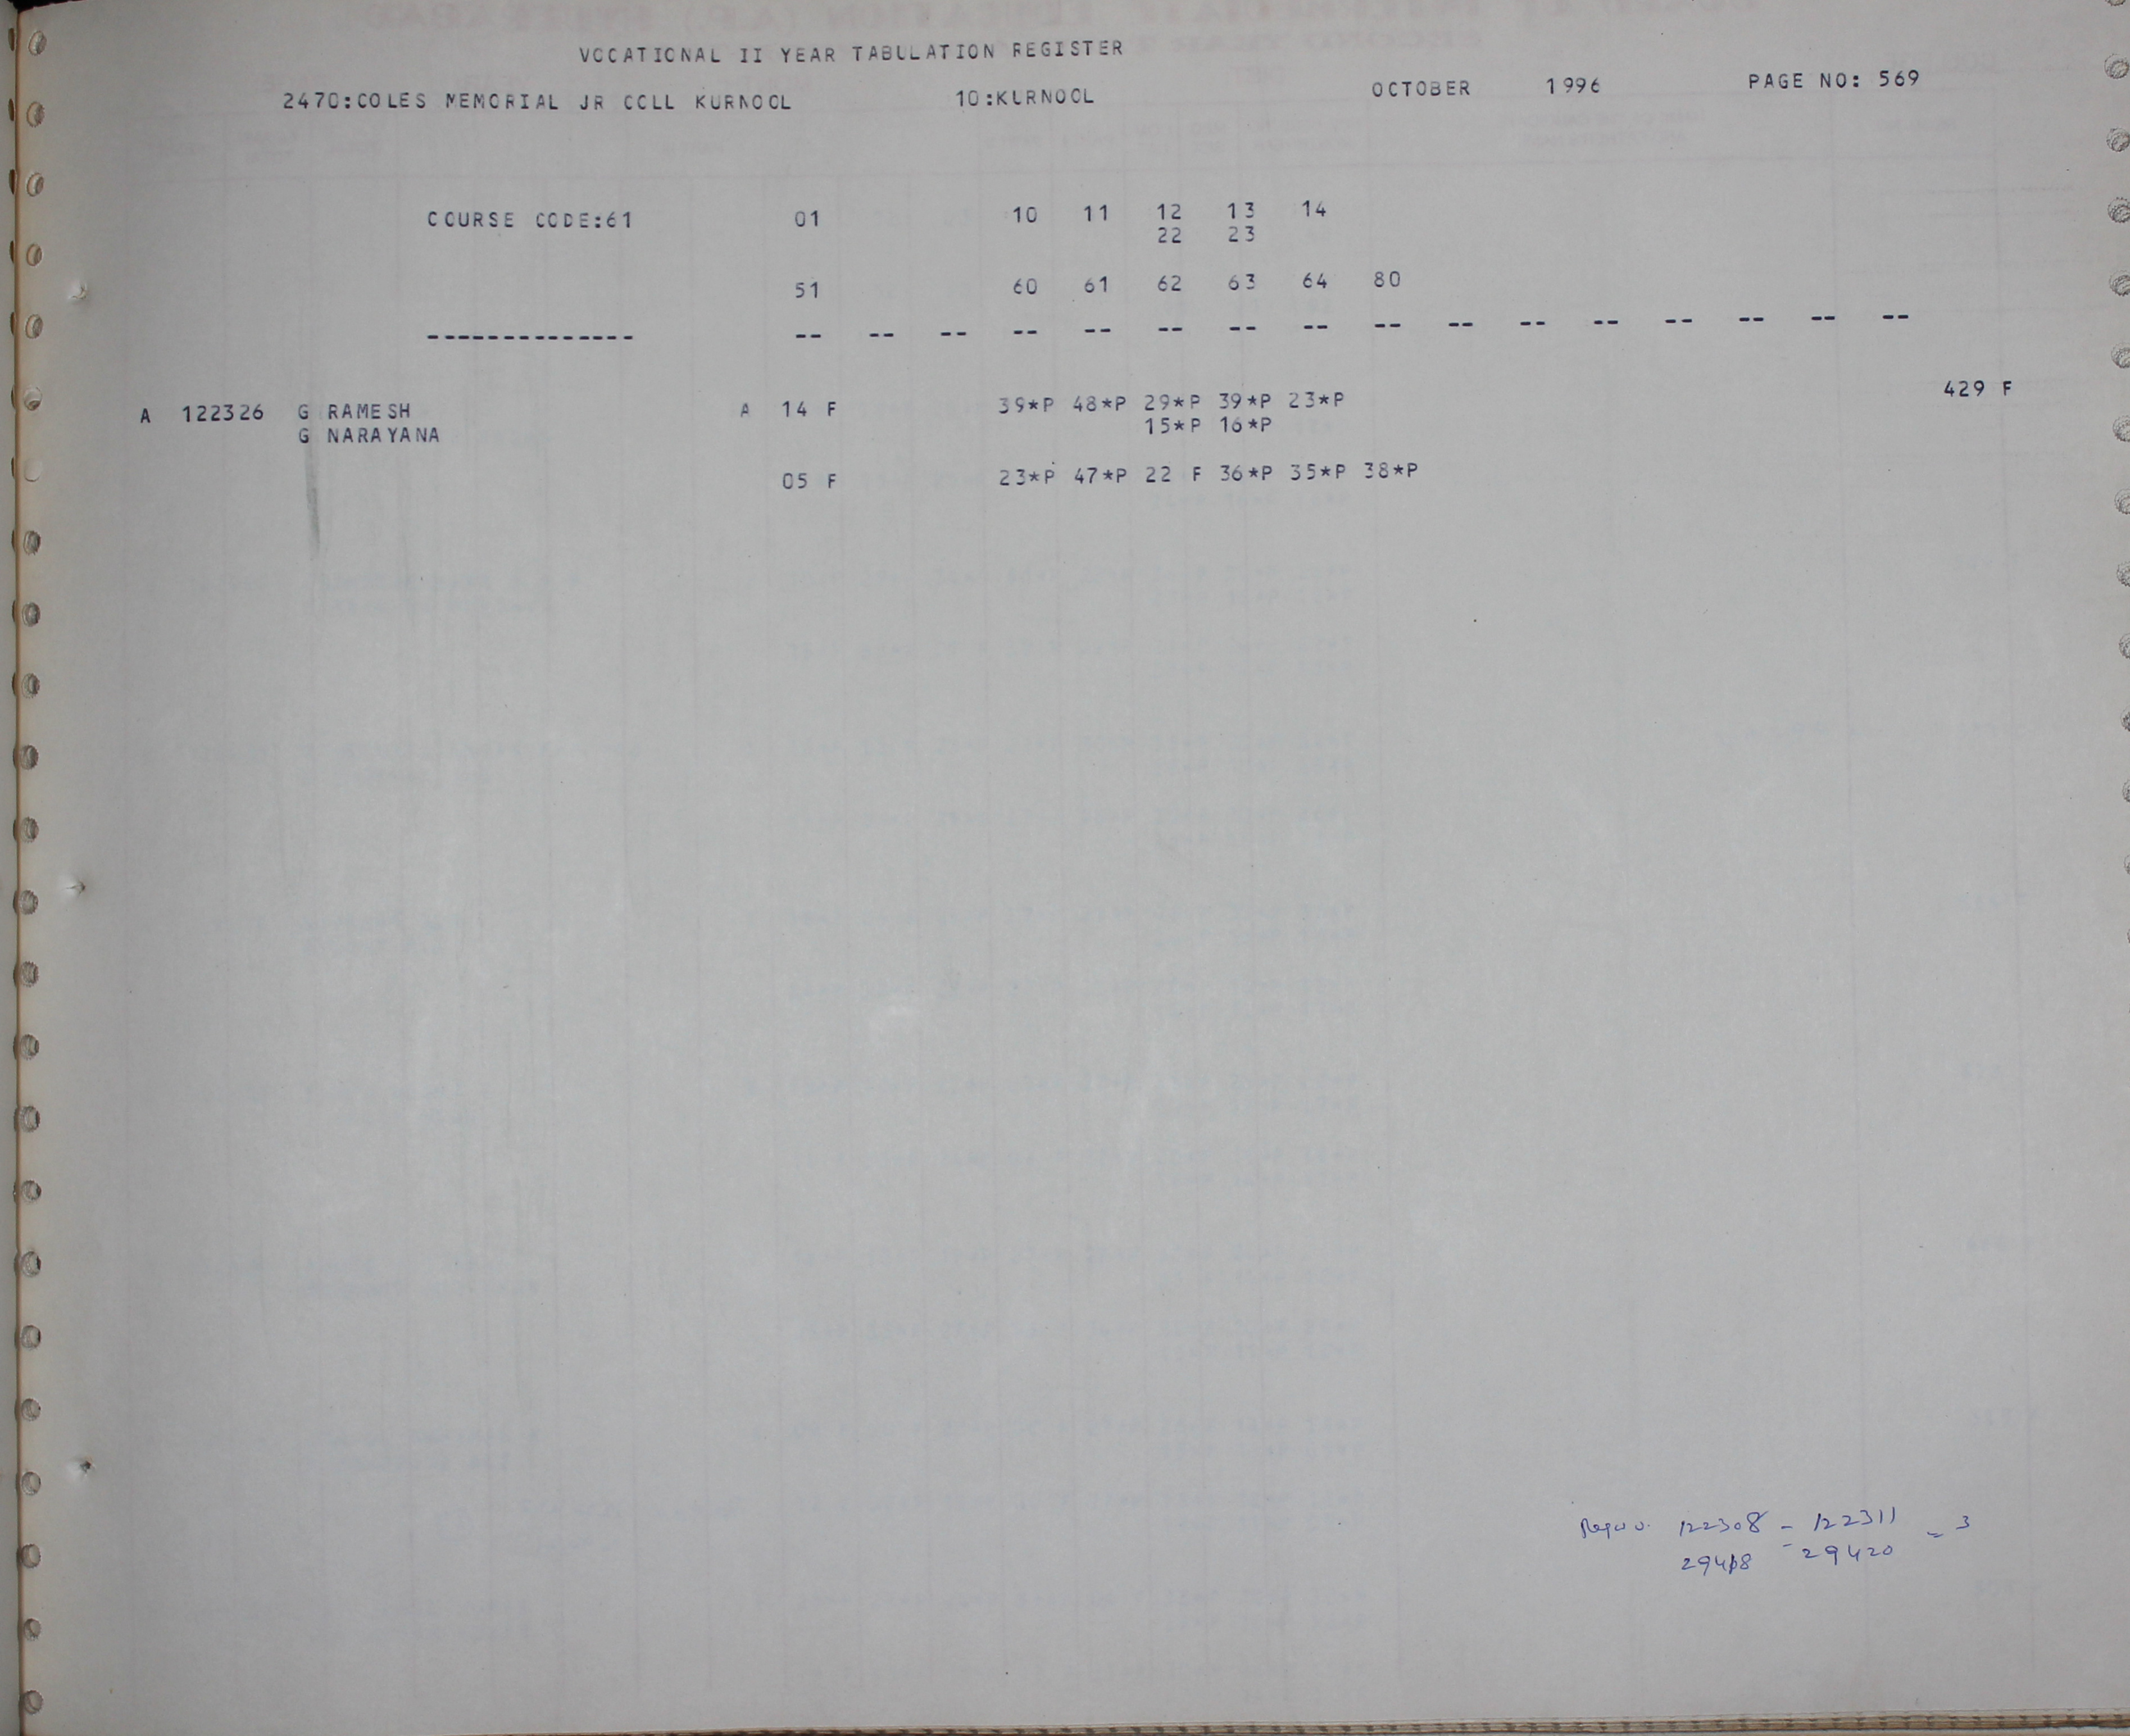 VOCATIONAL II YEAR TABULATION REGISTER
2470:COLES MEMORIAL JR COLL KURNOOL 10:KURNOOL OCTOBER 1996 PAGE NO: 569
COURSE CODE:61 01 10 11 12 13 14
22 23
51 60 61 62 63 64 80
-------------- -- -- -- -- -- -- -- -- -- -- -- -- -- -- -- --
A 122326 G RAMESH A 14 F 39*P 48*P 29*P 39*P 23*P 429 F
G NARAYANA 15*P 16*P
05 F 23*P 47*P 22 F 36*P 35*P 38*P
122308 - 122311 = 3
29418 - 29420